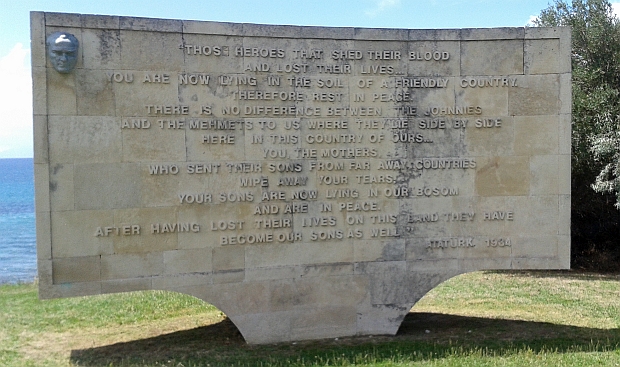 "THOSE HEROES THAT SHED THEIR BLOOD
AND LOST THEIR LIVES...
YOU ARE NOW LYING IN THE SOIL OF A FRIENDLY COUNTRY.
THEREFORE REST IN PEACE.
THERE IS NO DIFFERENCE BETWEEN THE JOHNNIES
AND THE MEHMETS TO US WHERE THEY LIE SIDE BY SIDE
HERE IN THIS COUNTRY OF OURS...
YOU, THE MOTHERS,
WHO SENT THEIR SONS FROM FAR AWAY COUNTRIES
WIPE AWAY YOUR TEARS;
YOUR SONS ARE NOW LYING IN OUR BOSOM
AND ARE IN PEACE.
AFTER HAVING LOST THEIR LIVES ON THIS LAND THEY HAVE
BECOME OUR SONS AS WELL."
ATATURK, 1934